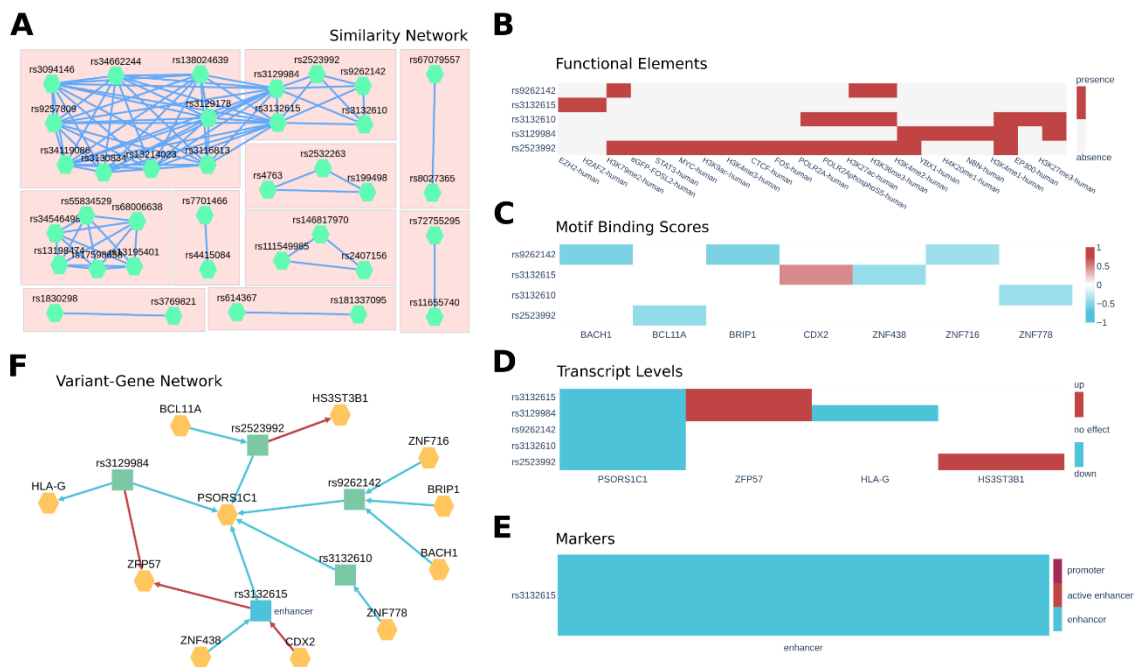 A
Similarity Network
rs34662244
rs138024639
rs3094146
rs3129984
rs2523992
rs9262142
rs67079557
rs9257809
rs3129178
rs3132615
rs3132610
rs34119086
rs3130834
rs13214023
rs3116813
rs2532263
rs4763
rs199498
rs8027365
rs55834529
rs68006638
rs34546498
rs7701466
rs146817970
rs72755295
rs13198474
rs13195401
rs111549985
rs2407156
rs4415084
rs1830298
rs3769821
rs614367
rs181337095
rs11655740
B
Functional Elements
rs9262142
rs3132615
rs3132610
rs3129984
rs2523992
presence
absence
EZH2-human
H2AF2-human
H3K79me2-human
eGFP-FOSL2-human
STAT3-human
MYC-human
H3K9ac-human
H3K4me3-human
CTCF-human
FOS-human
POLR2A-human
POLR2AphosphoS5-human
H3K27ac-human
H3K36me3-human
H3K4me2-human
YBX1-human
H4K20me1-human
NBN-human
H3K4me1-human
EP300-human
H3K27me3-human
C
Motif Binding Scores
rs9262142
rs3132615
rs3132610
rs2523992
BACH1
BCL11A
BRIP1
CDX2
ZNF438
ZNF716
ZNF778
1
0.5
0
−0.5
−1
D
Transcript Levels
rs3132615
rs3129984
rs9262142
rs3132610
rs2523992
PSORS1C1
ZFP57
HLA-G
HS3ST3B1
up
no effect
down
E
Markers
rs3132615
enhancer
promoter
active enhancer
enhancer
F
Variant-Gene Network
BCL11A
HS3ST3B1
rs2523992
ZNF716
rs3129984
HLA-G
PSORS1C1
rs9262142
BRIP1
BACH1
rs3132610
ZFP57
rs3132615
enhancer
ZNF778
ZNF438
CDX2